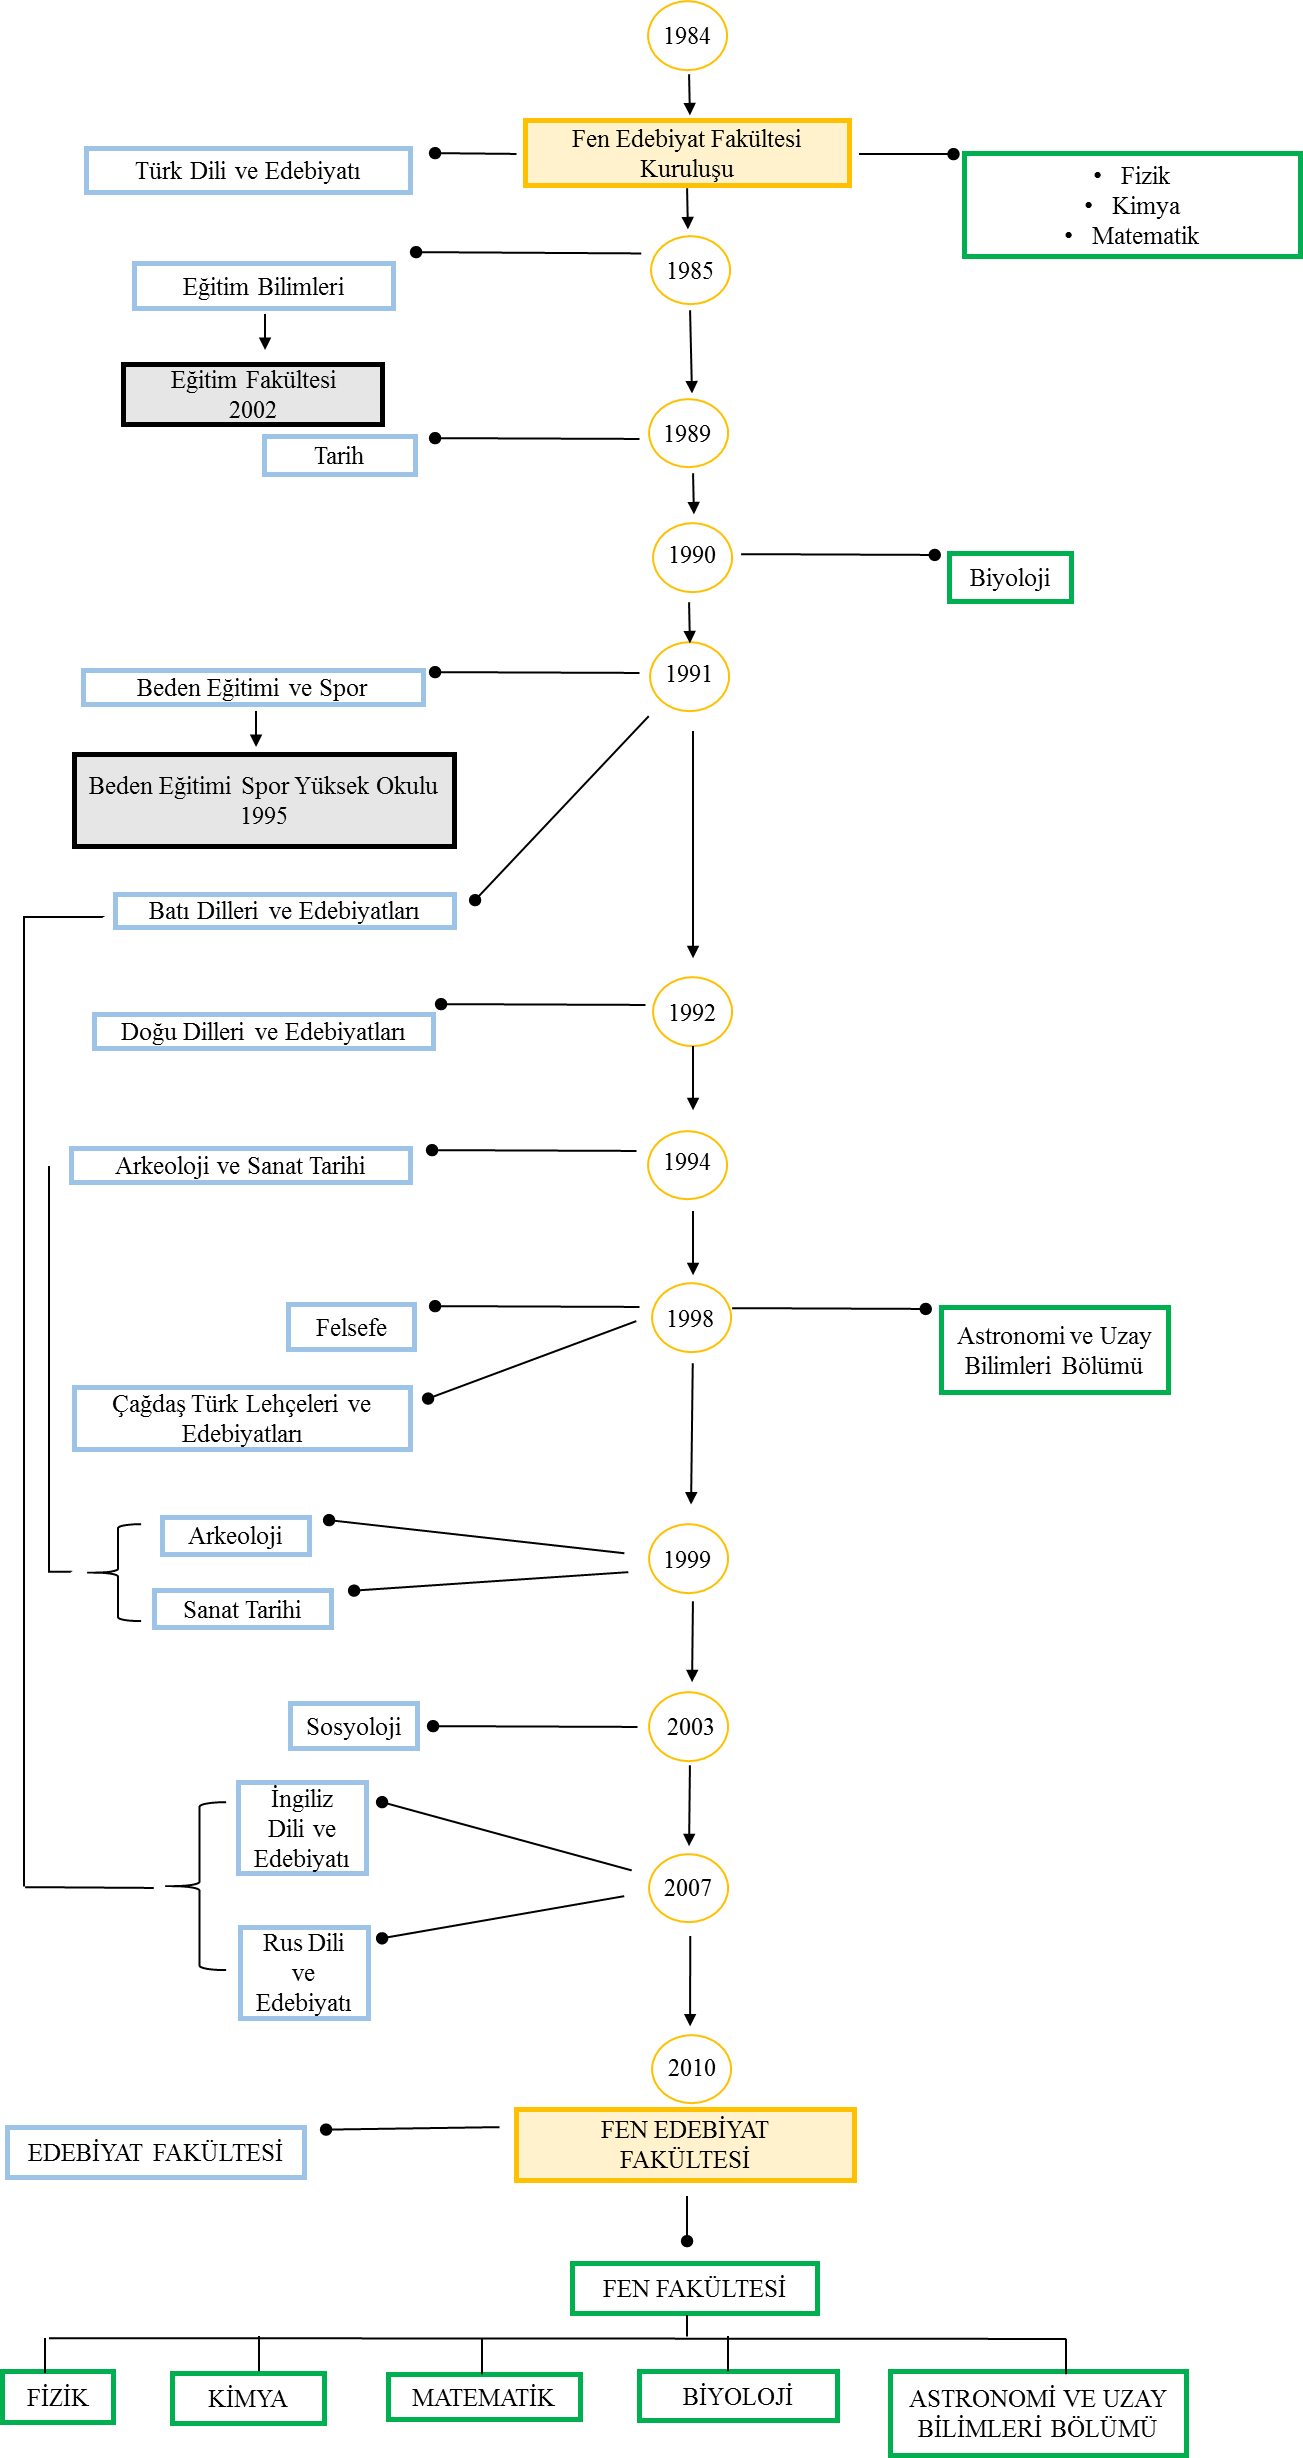 1984
Fen Edebiyat Fakültesi
Kuruluşu
Türk Dili ve Edebiyatı
• Fizik
• Kimya
• Matematik
1985
Eğitim Bilimleri
Eğitim Fakültesi
2002
1989
Tarih
1990
Biyoloji
1991
Beden Eğitimi ve Spor
Beden Eğitimi Spor Yüksek Okulu
1995
Batı Dilleri ve Edebiyatları
1992
Doğu Dilleri ve Edebiyatları
1994
Arkeoloji ve Sanat Tarihi
1998
Felsefe
Astronomi ve Uzay
Bilimleri Bölümü
Çağdaş Türk Lehçeleri ve
Edebiyatları
Arkeoloji
1999
Sanat Tarihi
Sosyoloji
2003
İngiliz
Dili ve
Edebiyatı
2007
Rus Dili
ve
Edebiyatı
2010
FEN EDEBİYAT
FAKÜLTESİ
EDEBİYAT FAKÜLTESİ
FEN FAKÜLTESİ
FİZİK
KİMYA
MATEMATİK
BİYOLOJİ
ASTRONOMİ VE UZAY
BİLİMLERİ BÖLÜMÜ